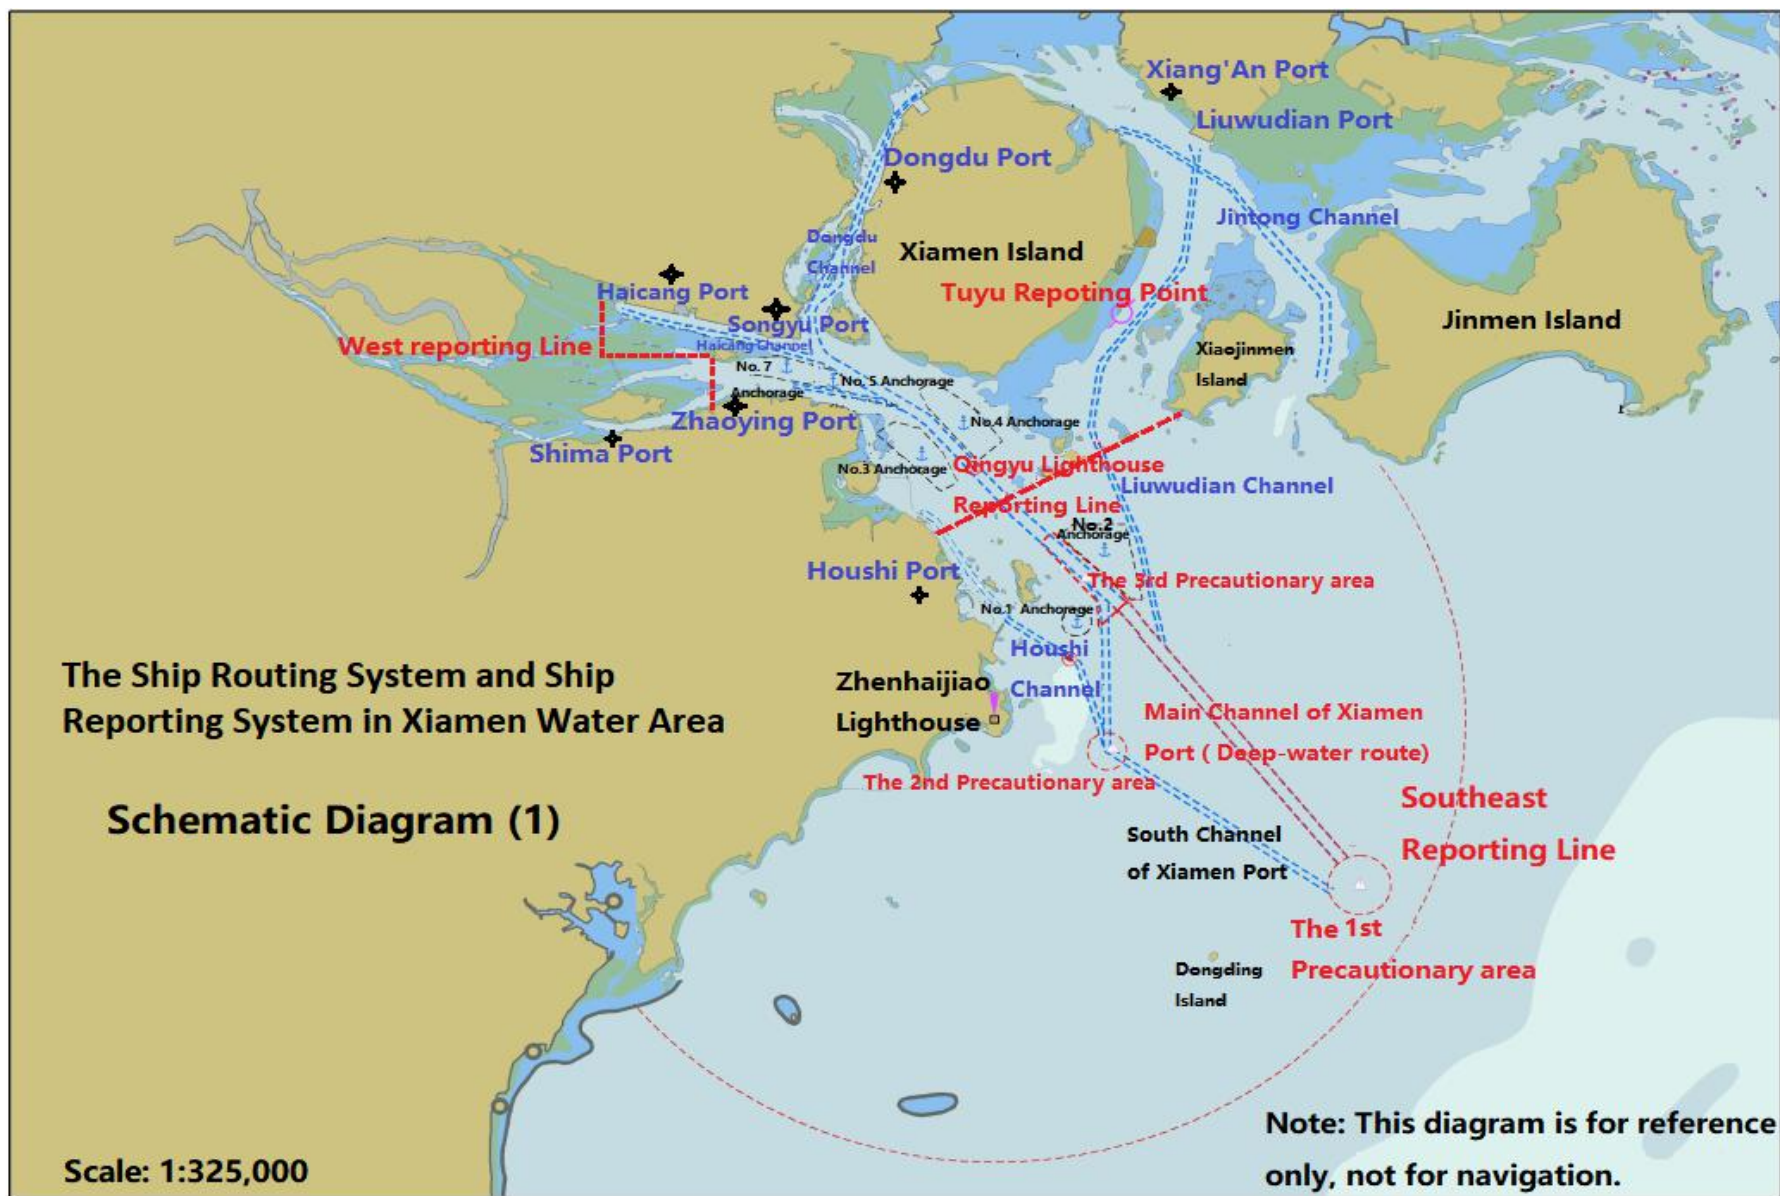 Xiang'An Port
Liuwudian Port
Dongdu Port
Jintong Channel
Dongdu
Channel
Xiamen Island
Haicang Port
Tuyu Repoting Point
Songyu Port
Haicang Channel
Jinmen Island
West reporting Line
Xiaojinmen
Island
No. 7
Anchorage
No. 5 Anchorage
Zhaoying Port
No.4 Anchorage
Shima Port
No.3 Anchorage
Qingyu Lighthouse
Reporting Line
Liuwudian Channel
No.2
Anchorage
Houshi Port
The 3rd Precautionary area
No.1 Anchorage
Houshi
Channel
The Ship Routing System and Ship
Reporting System in Xiamen Water Area
Zhenhaijiao
Lighthouse
Main Channel of Xiamen
Port ( Deep-water route)
The 2nd Precautionary area
Southeast
Reporting Line
Schematic Diagram (1)
South Channel
of Xiamen Port
The 1st
Precautionary area
Dongding
Island
Note: This diagram is for reference
only, not for navigation.
Scale: 1:325,000